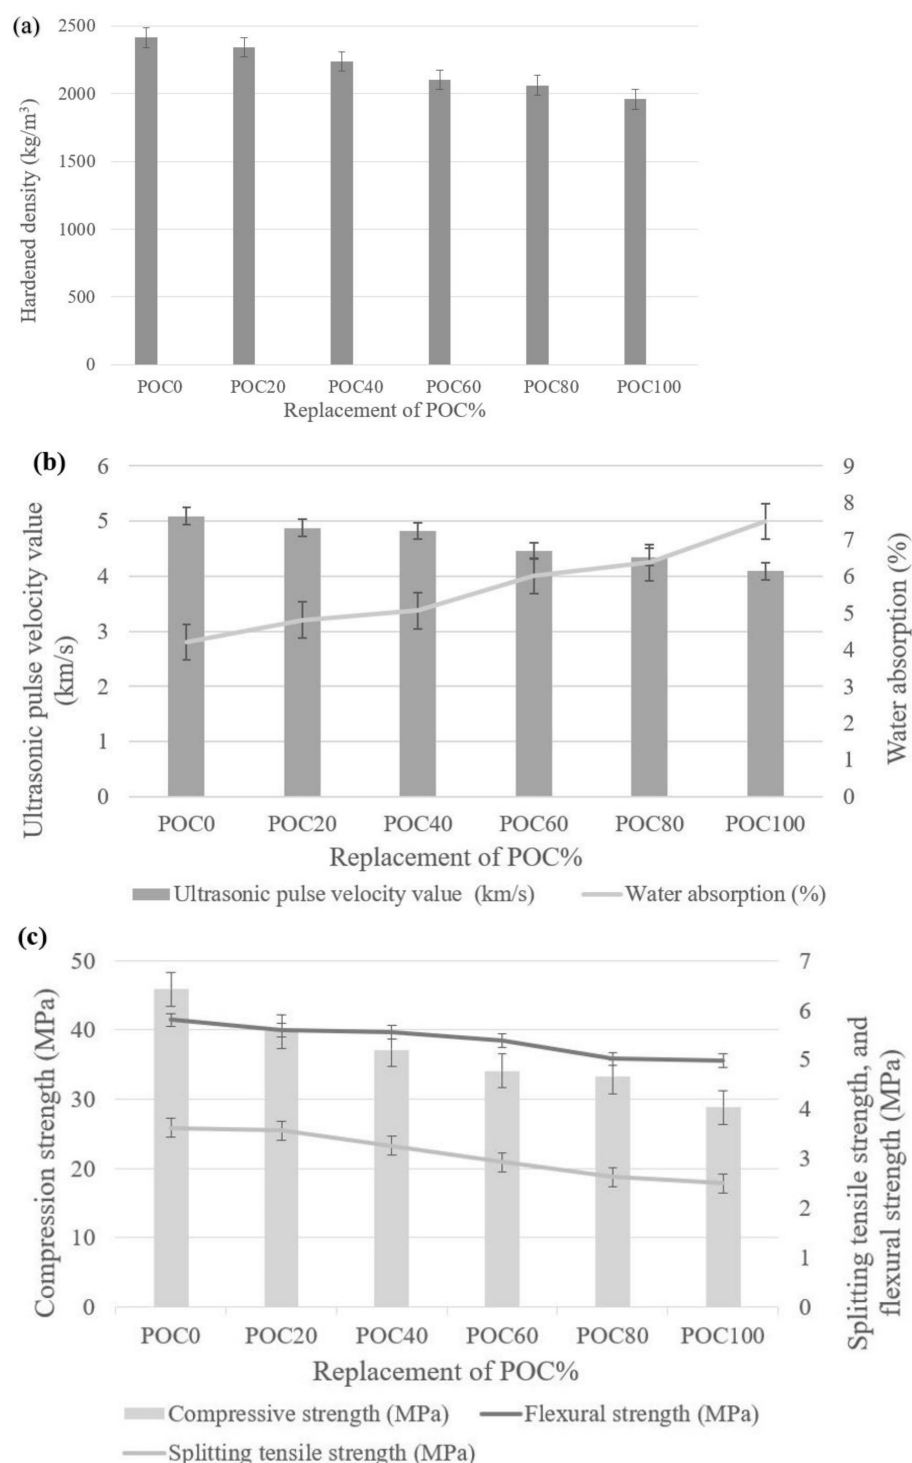 (a)
Hardened density (kg/m³)
2500
2000
1500
1000
500
0
POC0 POC20 POC40 POC60 POC80 POC100
Replacement of POC%
(b)
Ultrasonic pulse velocity value
(km/s)
6
5
4
3
2
1
0
9
8
7
6
5
4
3
2
1
0
Water absorption (%)
POC0 POC20 POC40 POC60 POC80 POC100
Replacement of POC%
Ultrasonic pulse velocity value (km/s) Water absorption (%)
(c)
Compression strength (MPa)
50
40
30
20
10
0
7
6
5
4
3
2
1
0
Splitting tensile strength, and
flexural strength (MPa)
POC0 POC20 POC40 POC60 POC80 POC100
Replacement of POC%
Compressive strength (MPa) Flexural strength (MPa)
Splitting tensile strength (MPa)